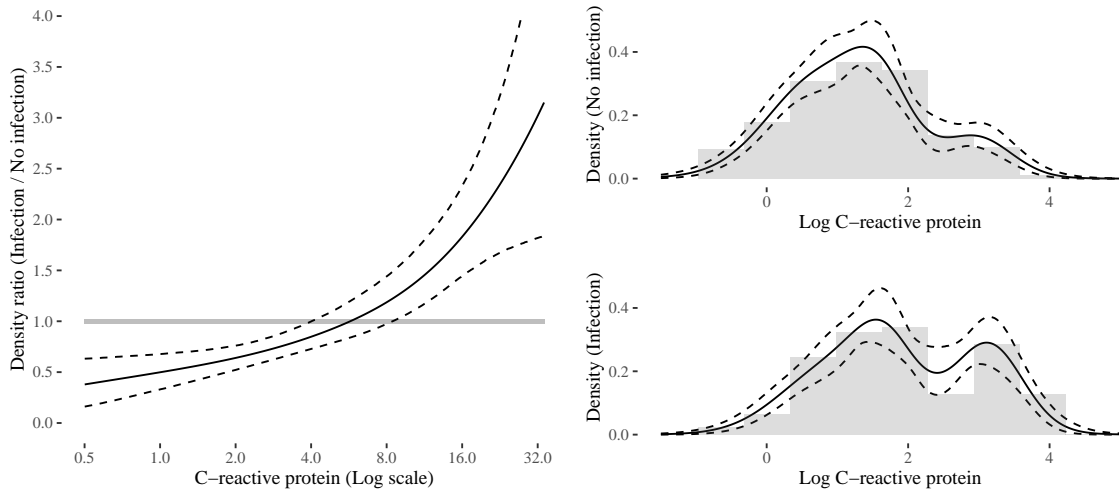 Density ratio (Infection / No infection)
4.0
3.5
3.0
2.5
2.0
1.5
1.0
0.5
0.0
0.5 1.0 2.0 4.0 8.0 16.0 32.0
C−reactive protein (Log scale)
Density (No infection)
0.4
0.2
0.0
0 2 4
Log C−reactive protein
Density (Infection)
0.4
0.2
0.0
0 2 4
Log C−reactive protein